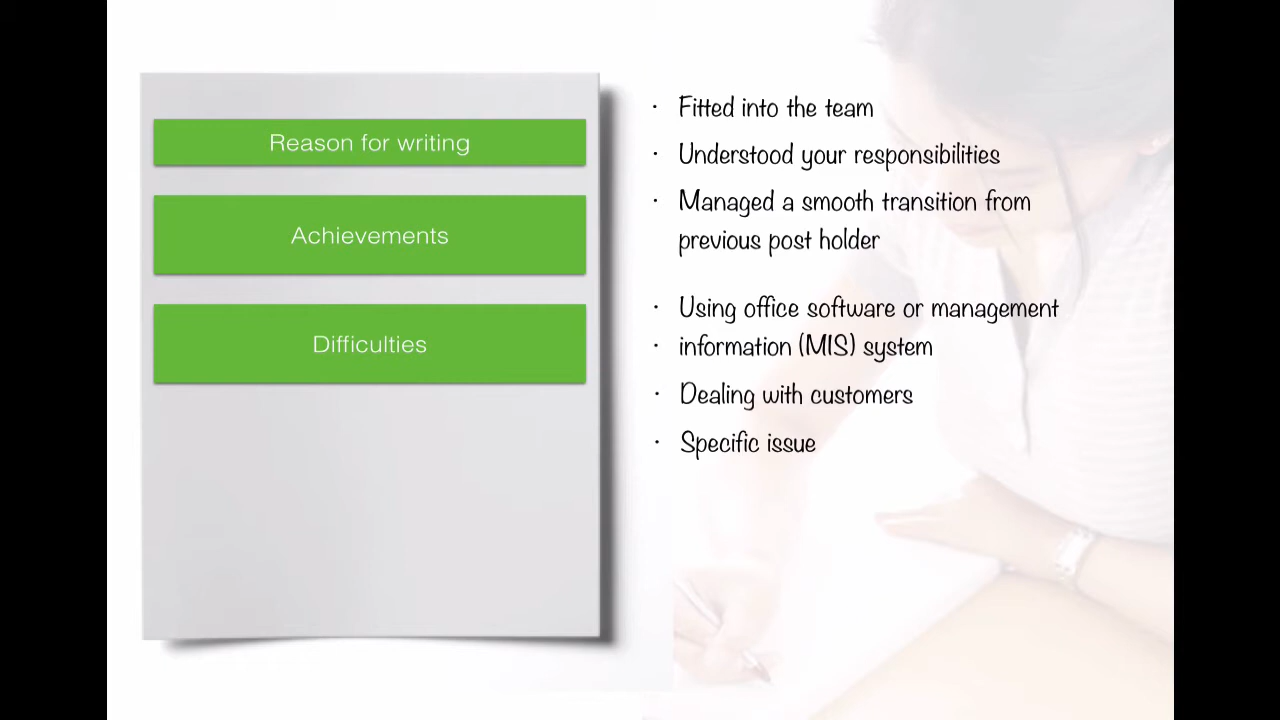 Reason for writing
Achievements
Difficulties
· Fitted into the team
· Understood your responsibilities
· Managed a smooth transition from
previous post holder
· Using office software or management
· information (MIS) system
· Dealing with customers
· Specific issue